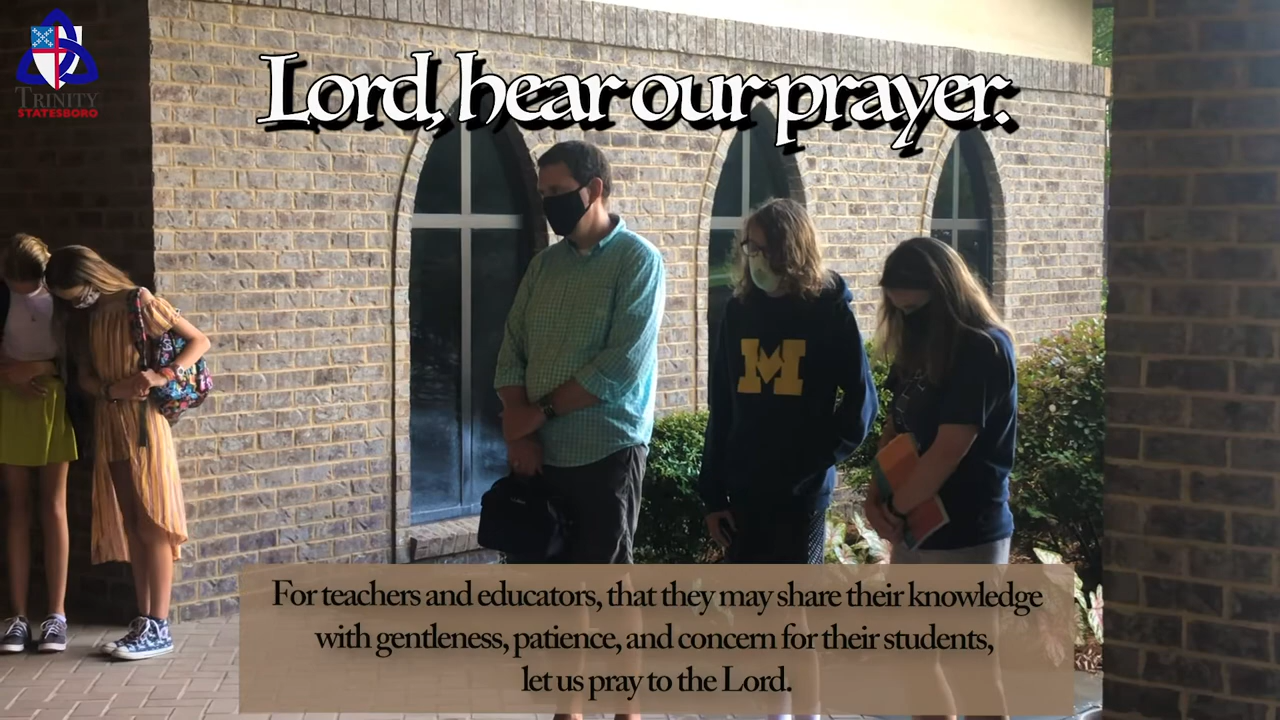 TRINITY
STATESBORO
Lord, hear our prayer.
M
For teachers and educators, that they may share their knowledge
with gentleness, patience, and concern for their students,
let us pray to the Lord.